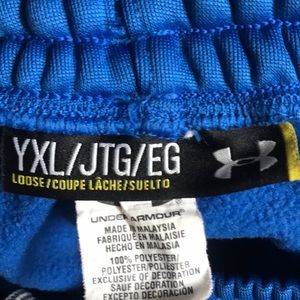 YXL/JTG/EG
LOOSE/COUPE LÂCHE/SUELTO
UNDER ARMOUR
MADE IN MALAYSIA
FABRIQUÉ EN MALAISIE
HECHO EN MALASIA
100% POLYESTER
POLYESTER/POLIÉSTER
EXCLUSIVE OF DECORATION
SAUF DÉCORATION
EXCEPTO DECORACIÓN